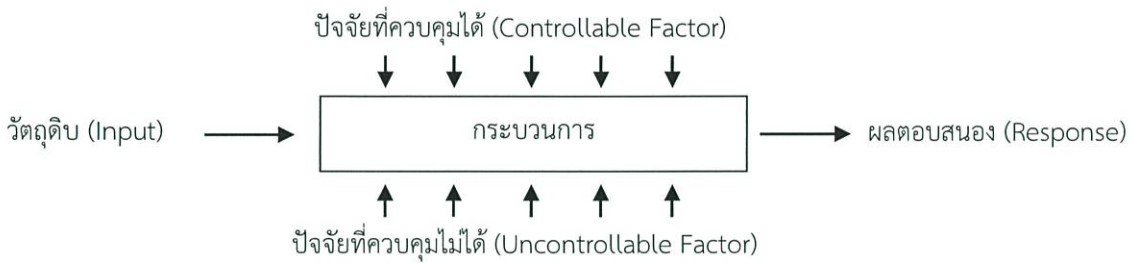 ปัจจัยที่ควบคุมได้ (Controllable Factor)
วัตถุดิบ (Input)
กระบวนการ
ผลตอบสนอง (Response)
ปัจจัยที่ควบคุมไม่ได้ (Uncontrollable Factor)